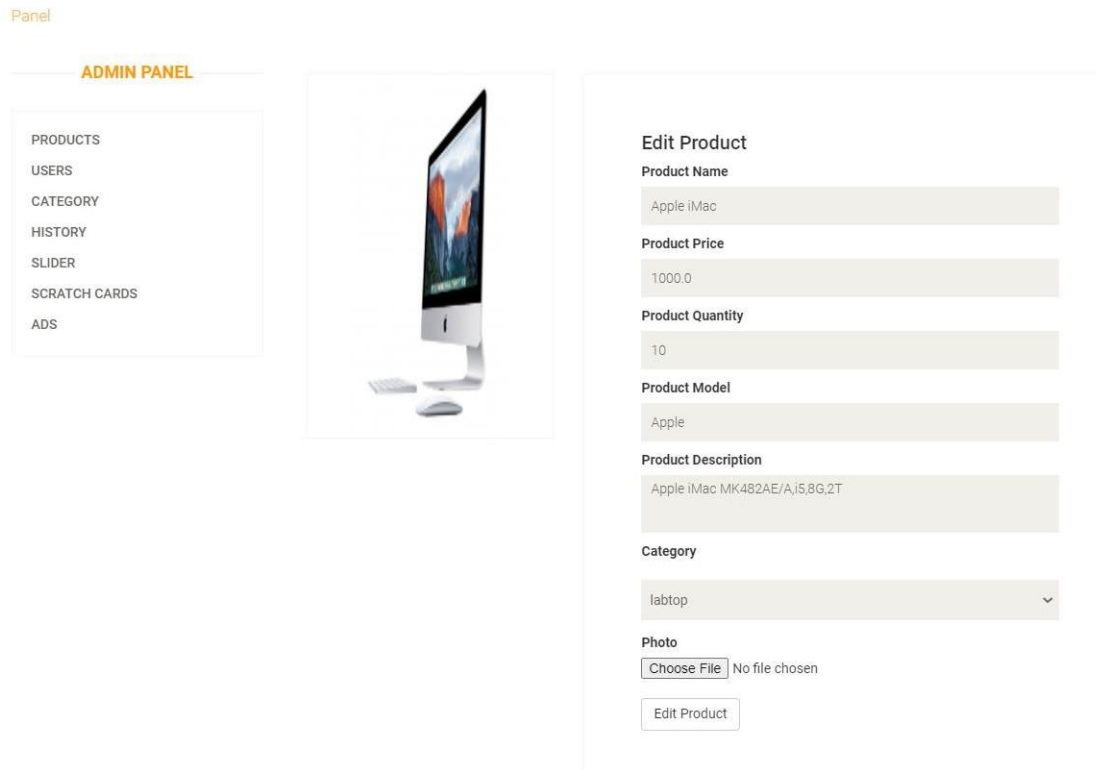 Panel
ADMIN PANEL
PRODUCTS
USERS
CATEGORY
HISTORY
SLIDER
SCRATCH CARDS
ADS
Edit Product
Product Name
Apple iMac
Product Price
1000.0
Product Quantity
10
Product Model
Apple
Product Description
Apple iMac MK482AE/A,i5,8G,2T
Category
labtop
Photo
Choose File No file chosen
Edit Product